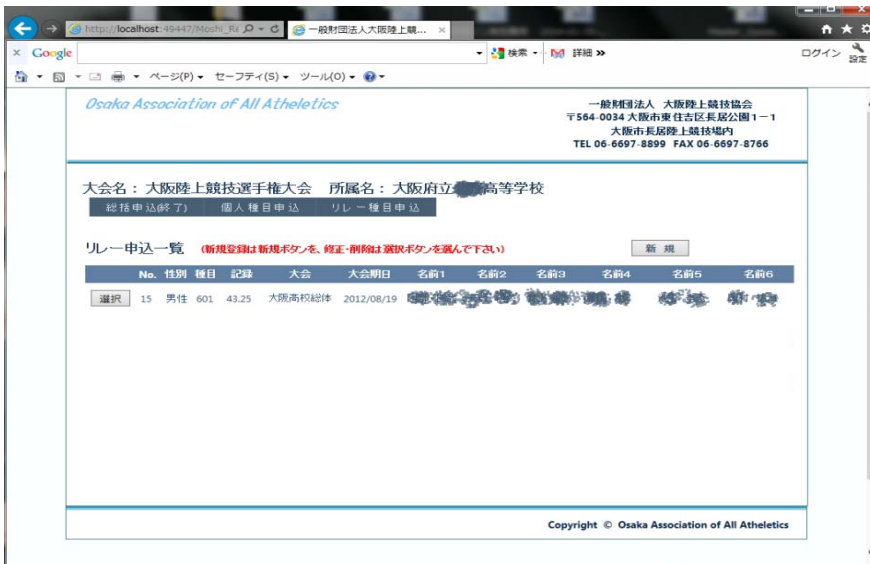 http://localhost:49447/Moshi_Re
一般財団法人大阪陸上競...
Google
検索
詳細 »
ログイン
設定
ページ(P) セーフティ(S) ツール(O)
Osaka Association of All Atheletics
一般財団法人 大阪陸上競技協会
〒564-0034 大阪市東住吉区長居公園1-1
大阪市長居陸上競技場内
TEL 06-6697-8899 FAX 06-6697-8766
大会名 : 大阪陸上競技選手権大会 所属名 : 大阪府立 高等学校
総括申込(終了) 個人種目申込 リレー種目申込
リレー申込一覧 (新規登録は新規ボタンを、修正・削除は選択ボタンを選んで下さい) 新 規
No. 性別 種目 記録 大会 大会期日 名前1 名前2 名前3 名前4 名前5 名前6
選択 15 男性 601 43.25 大阪高校総体 2012/08/19
Copyright © Osaka Association of All Atheletics